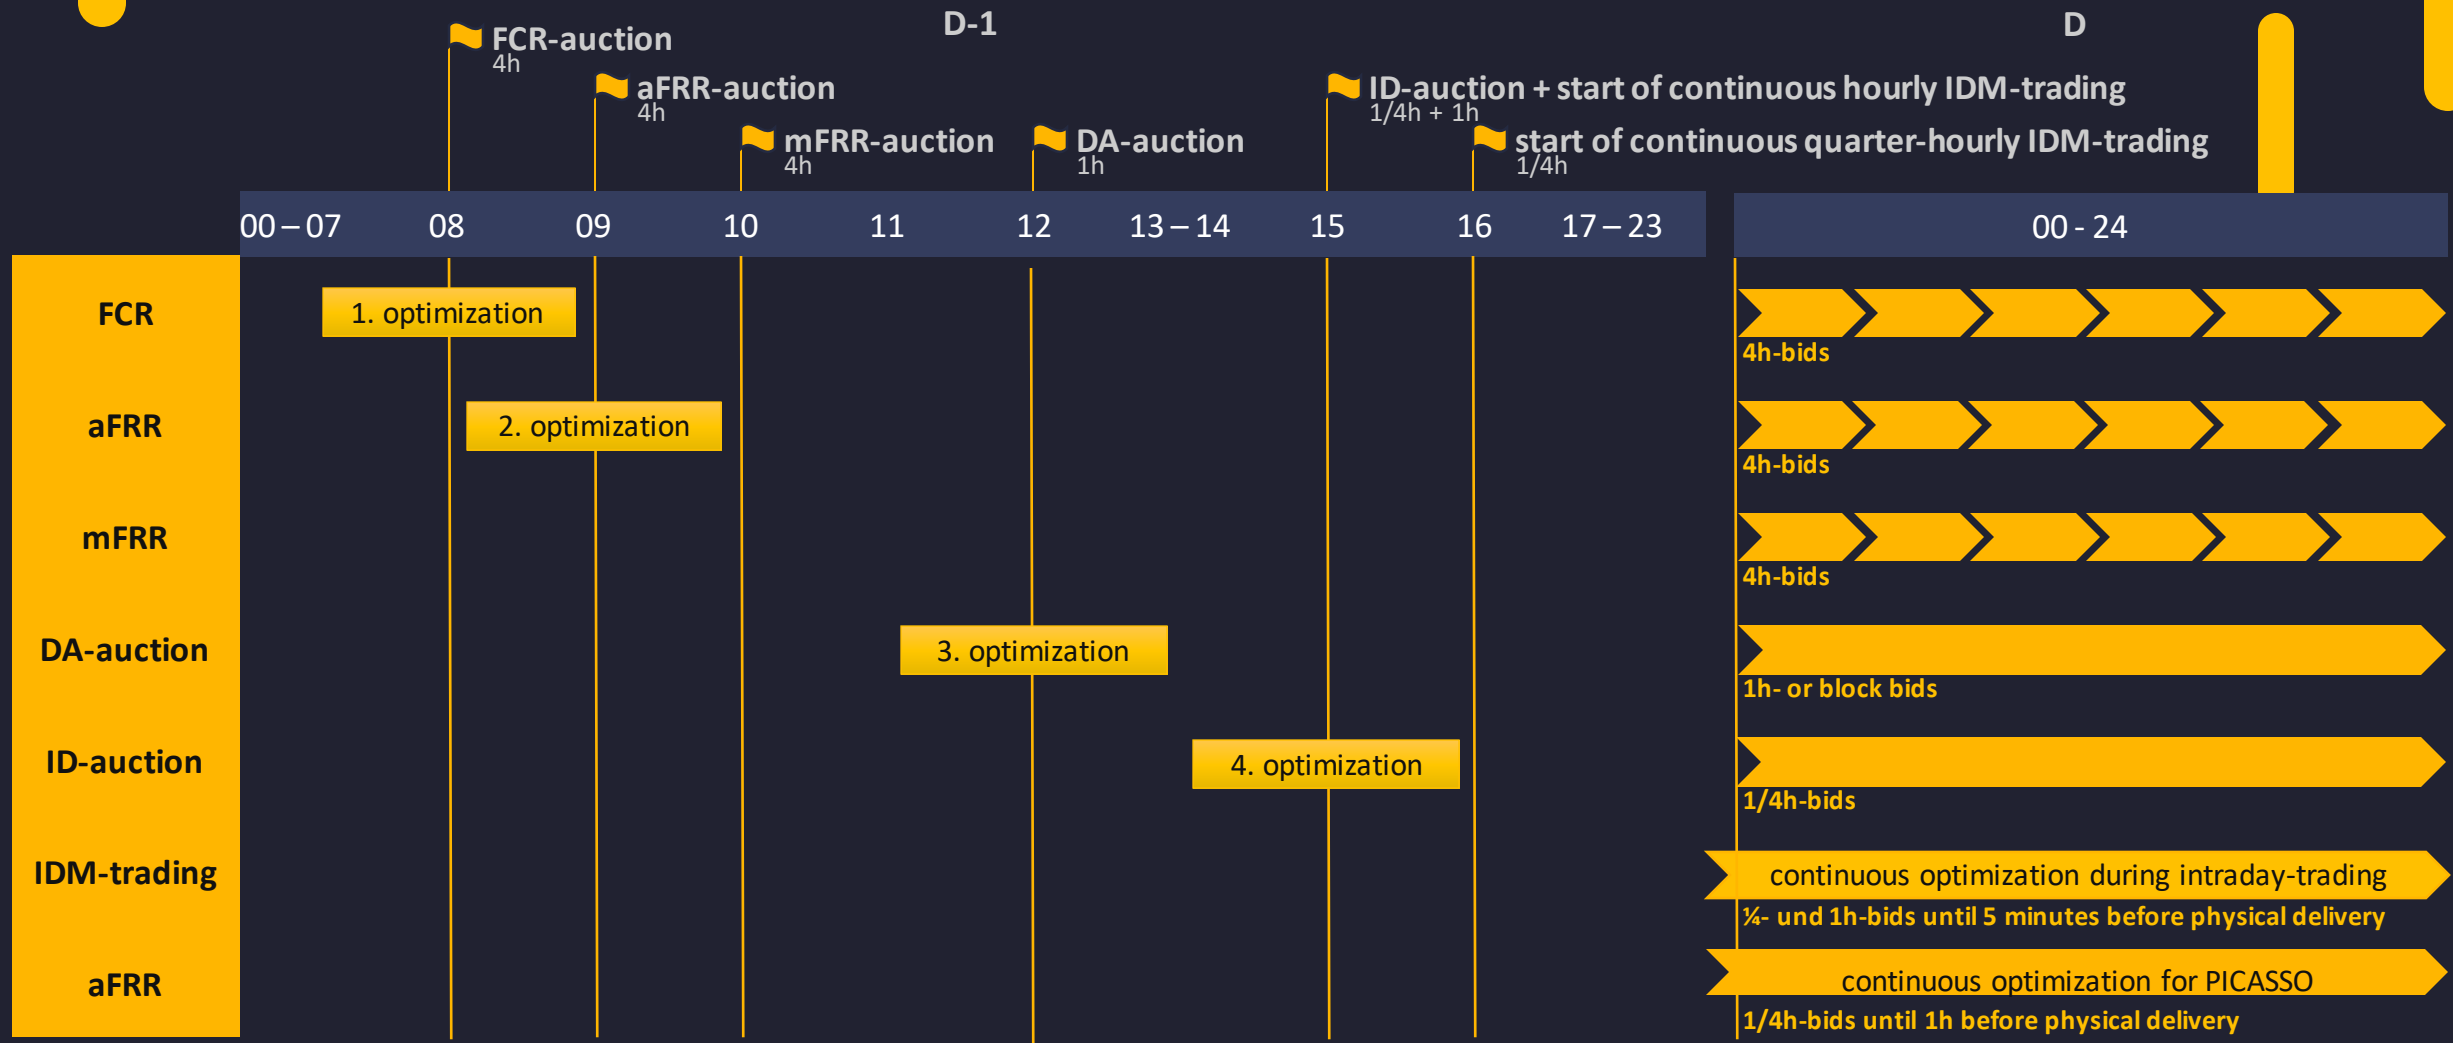 D-1
D
FCR-auction
4h
aFRR-auction
4h
ID-auction + start of continuous hourly IDM-trading
1/4h + 1h
mFRR-auction
4h
DA-auction
1h
start of continuous quarter-hourly IDM-trading
1/4h
00 – 07 08 09 10 11 12 13 – 14 15 16 17 – 23 00 - 24
FCR
1. optimization
4h-bids
aFRR
2. optimization
4h-bids
mFRR
4h-bids
DA-auction
3. optimization
1h- or block bids
ID-auction
4. optimization
1/4h-bids
IDM-trading
continuous optimization during intraday-trading
¼- und 1h-bids until 5 minutes before physical delivery
aFRR
continuous optimization for PICASSO
1/4h-bids until 1h before physical delivery